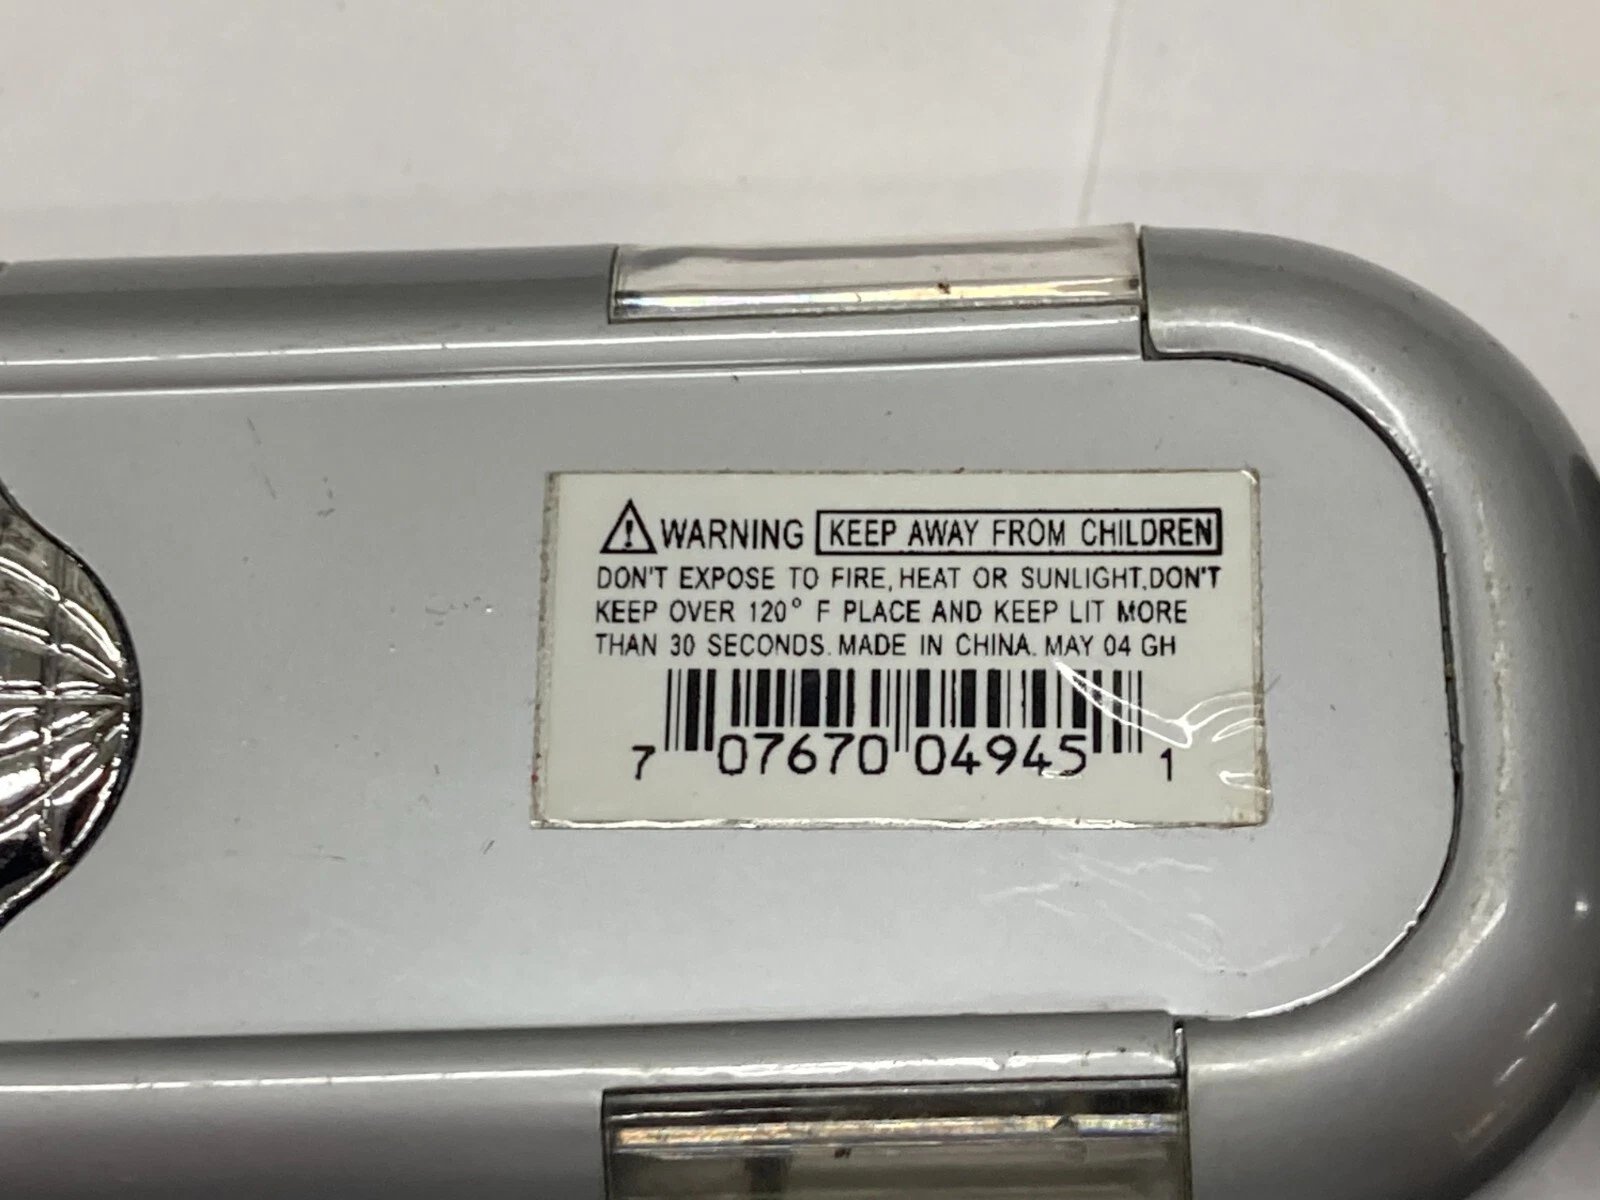 WARNING KEEP AWAY FROM CHILDREN
DON'T EXPOSE TO FIRE, HEAT OR SUNLIGHT. DON'T
KEEP OVER 120° F PLACE AND KEEP LIT MORE
THAN 30 SECONDS. MADE IN CHINA. MAY 04 GH
7 07670 04945 1